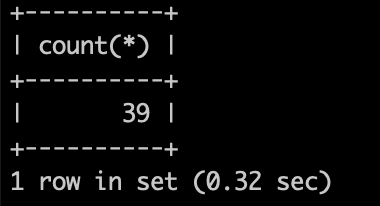 +----------+
| count(*) |
+----------+
|       39 |
+----------+
1 row in set (0.32 sec)